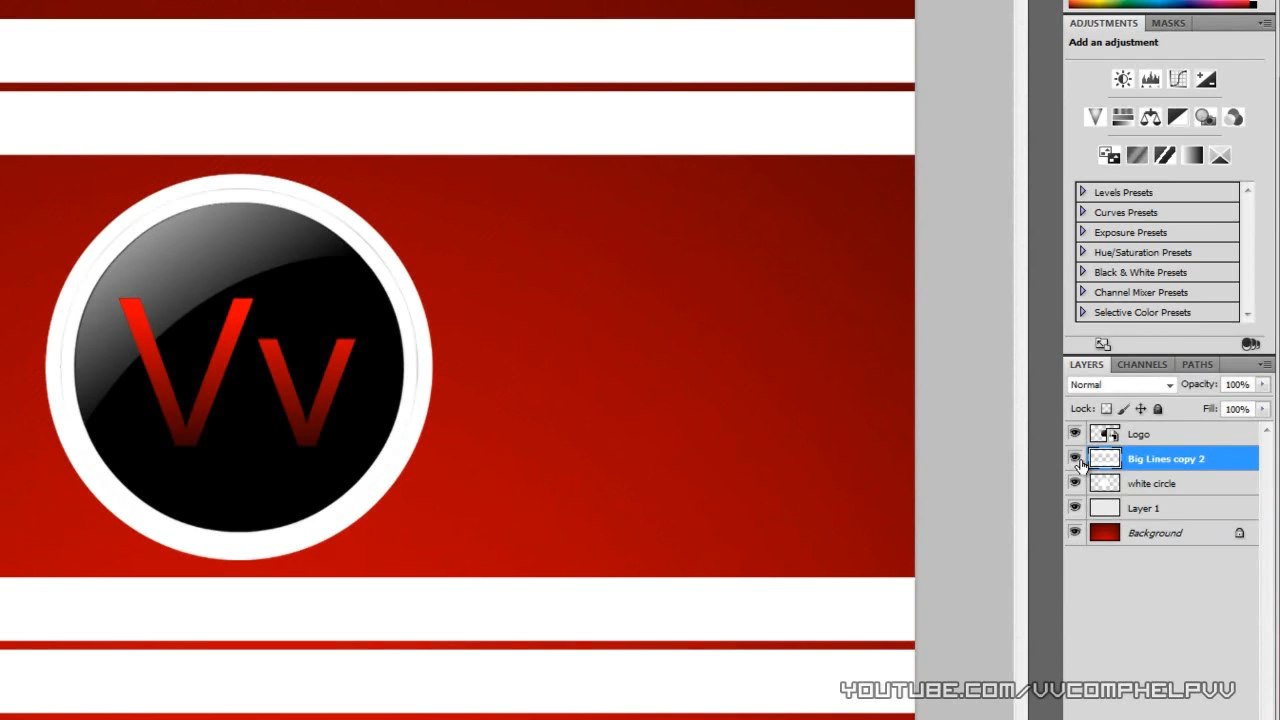 ADJUSTMENTS MASKS
Add an adjustment
Levels Presets
Curves Presets
Exposure Presets
Hue/Saturation Presets
Black & White Presets
Channel Mixer Presets
Selective Color Presets
LAYERS CHANNELS PATHS
Normal Opacity: 100%
Lock: Fill: 100%
Logo
Big Lines copy 2
white circle
Layer 1
Background
Vv
YOUTUBE.COM/VVCOMPHELPVV